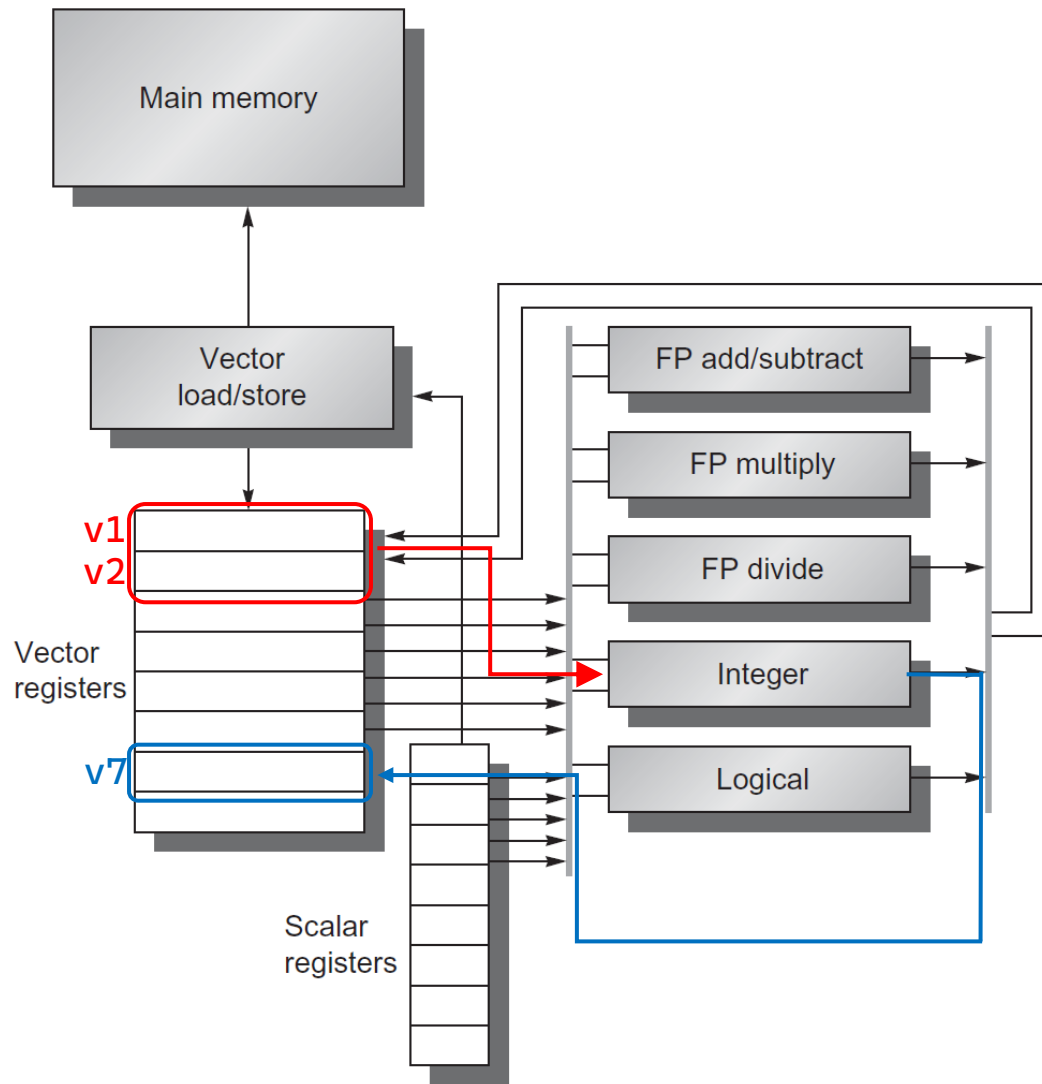 Main memory
Vector
load/store
FP add/subtract
FP multiply
v1
v2
FP divide
Vector
registers
Integer
v7
Logical
Scalar
registers